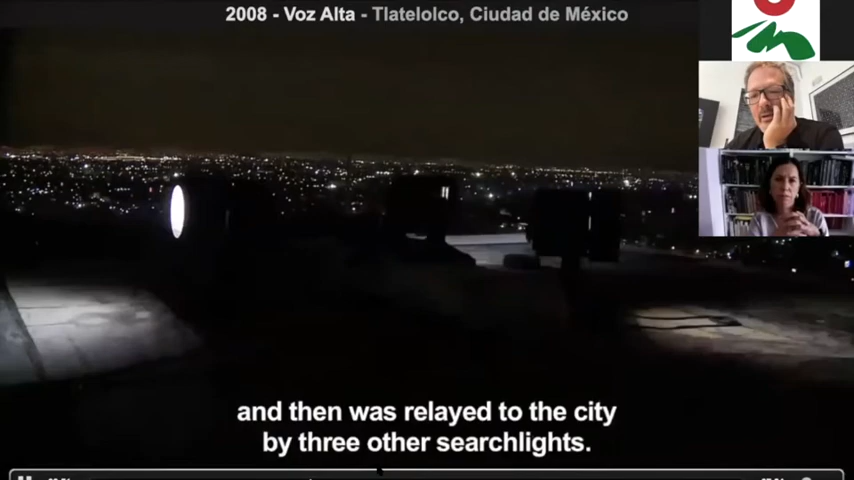 2008 - Voz Alta - Tlatelolco, Ciudad de México
and then was relayed to the city
by three other searchlights.